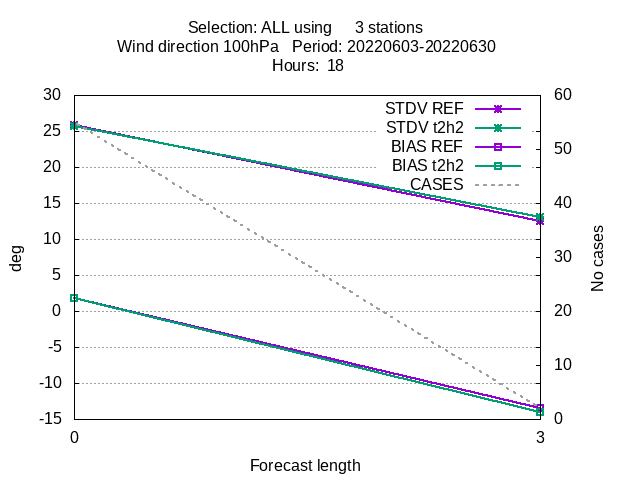 Selection: ALL using     3 stations
Wind direction 100hPa   Period: 20220603-20220630
Hours:  18
30
25
20
15
10
5
0
-5
-10
-15
60
50
40
30
20
10
0
STDV REF
STDV t2h2
BIAS REF
BIAS t2h2
CASES
deg
No cases
0
3
Forecast length